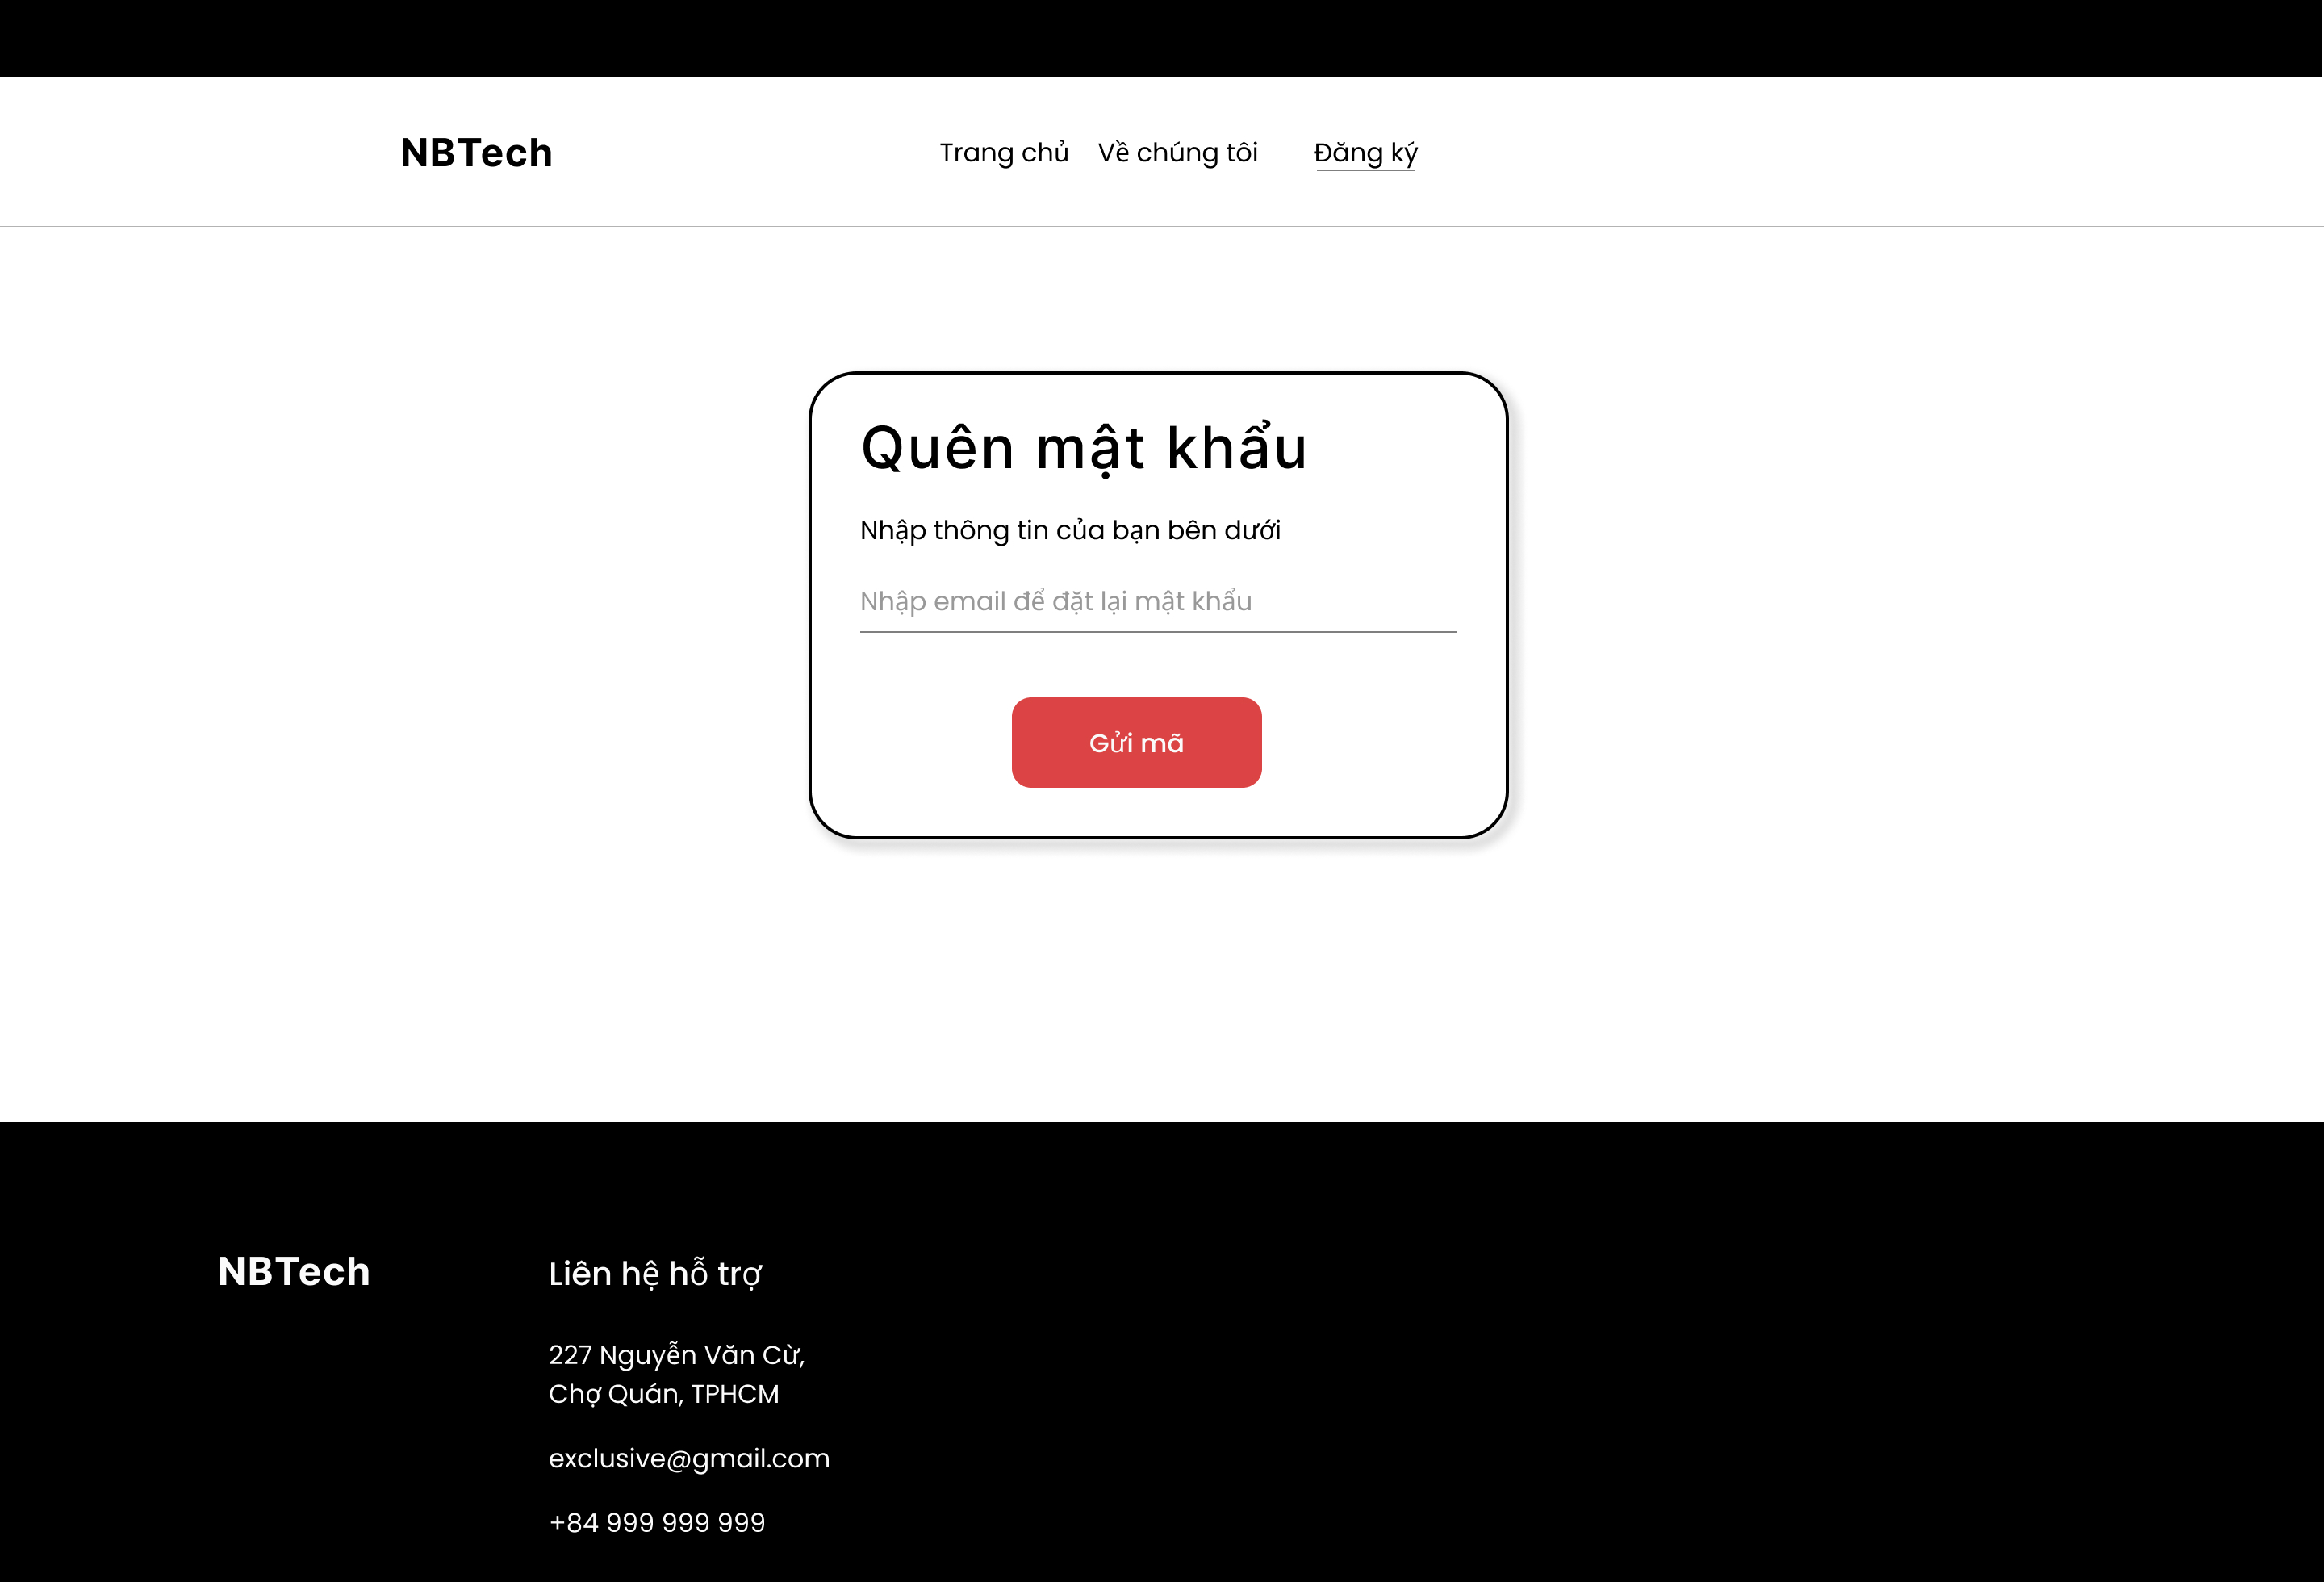 NBTech
Trang chủ Về chúng tôi Đăng ký
Quên mật khẩu
Nhập thông tin của bạn bên dưới
Nhập email để đặt lại mật khẩu
Gửi mã
NBTech
Liên hệ hỗ trợ
227 Nguyễn Văn Cừ,
Chợ Quán, TPHCM
exclusive@gmail.com
+84 999 999 999